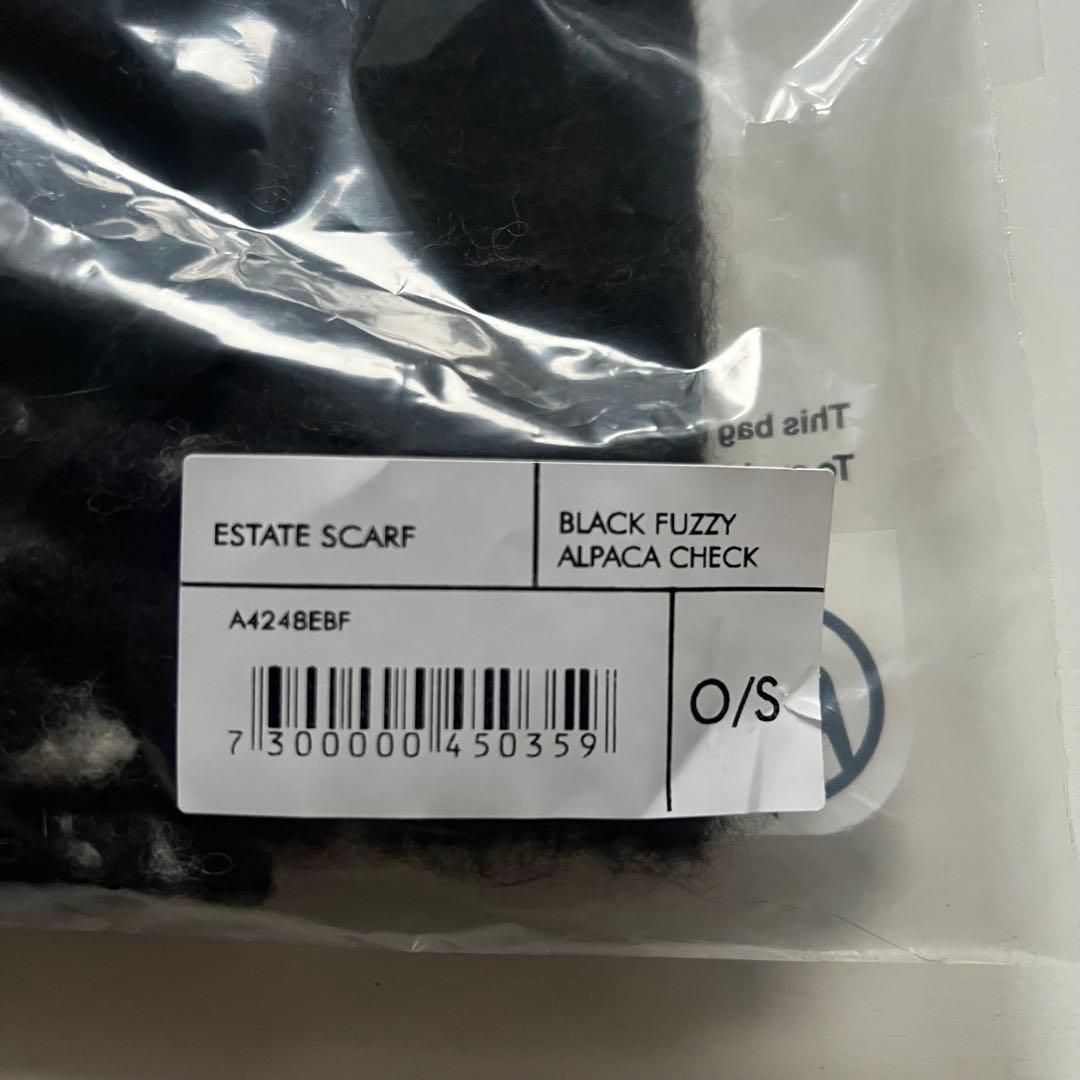 This bag
ESTATE SCARF
BLACK FUZZY
ALPACA CHECK
A4248EBF
O/S
7 300000 450359